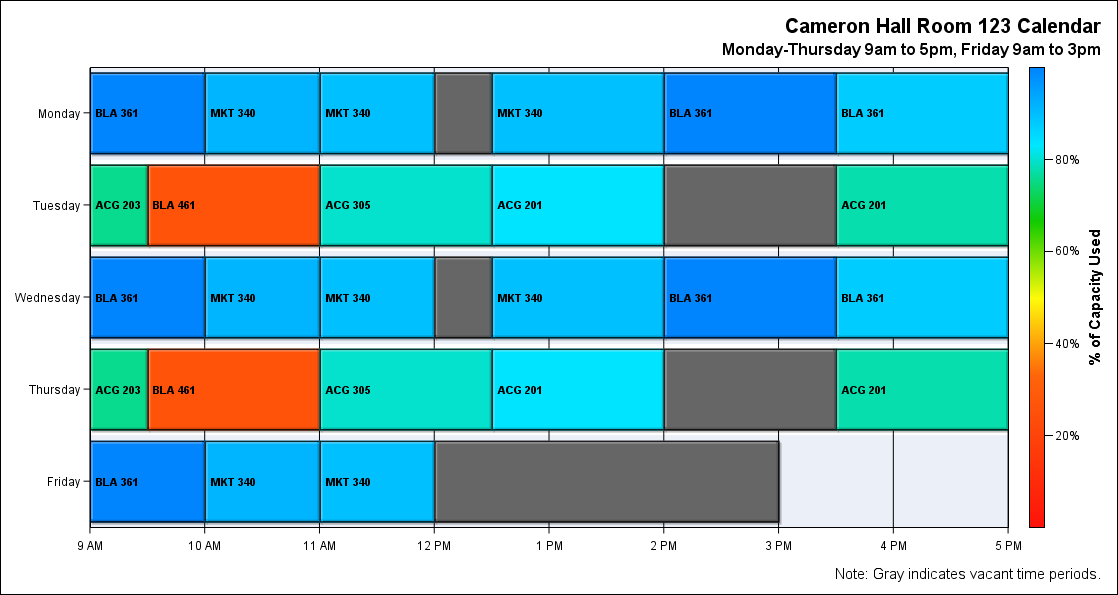 Cameron Hall Room 123 Calendar
Monday-Thursday 9am to 5pm, Friday 9am to 3pm
Monday
BLA 361
MKT 340
MKT 340
MKT 340
BLA 361
BLA 361
Tuesday
ACG 203
BLA 461
ACG 305
ACG 201
ACG 201
Wednesday
BLA 361
MKT 340
MKT 340
MKT 340
BLA 361
BLA 361
Thursday
ACG 203
BLA 461
ACG 305
ACG 201
ACG 201
Friday
BLA 361
MKT 340
MKT 340
9 AM
10 AM
11 AM
12 PM
1 PM
2 PM
3 PM
4 PM
5 PM
80%
60%
40%
20%
% of Capacity Used
Note: Gray indicates vacant time periods.